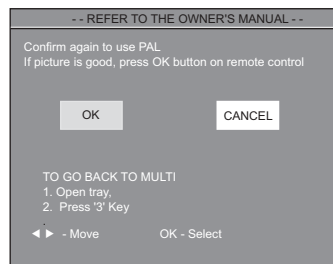 - - REFER TO THE OWNER'S MANUAL - -
Confirm again to use PAL
If picture is good, press OK button on remote control
OK CANCEL
TO GO BACK TO MULTI
1. Open tray,
2. Press '3' Key
◄ ► - Move OK - Select